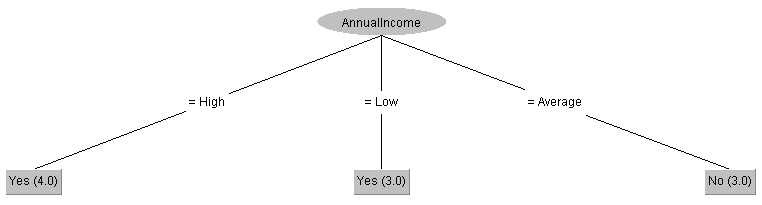 AnnualIncome
= High
= Low
= Average
Yes (4.0)
Yes (3.0)
No (3.0)